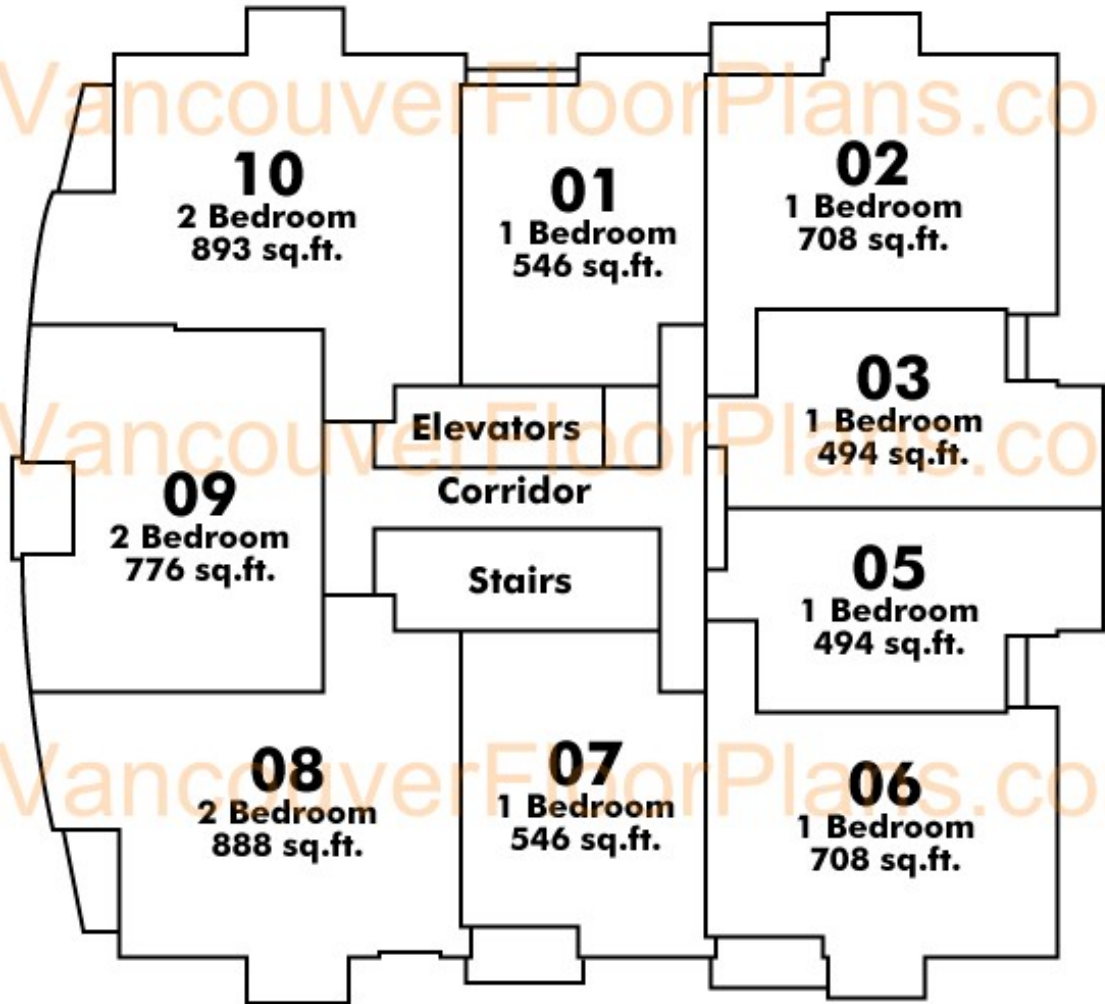 VancouverFloorPlans.co
10
2 Bedroom
893 sq.ft.
01
1 Bedroom
546 sq.ft.
02
1 Bedroom
708 sq.ft.
VancouverFloorPlans.co
Elevators
03
1 Bedroom
494 sq.ft.
09
2 Bedroom
776 sq.ft.
Corridor
Stairs
05
1 Bedroom
494 sq.ft.
VancouverFloorPlans.co
08
2 Bedroom
888 sq.ft.
07
1 Bedroom
546 sq.ft.
06
1 Bedroom
708 sq.ft.